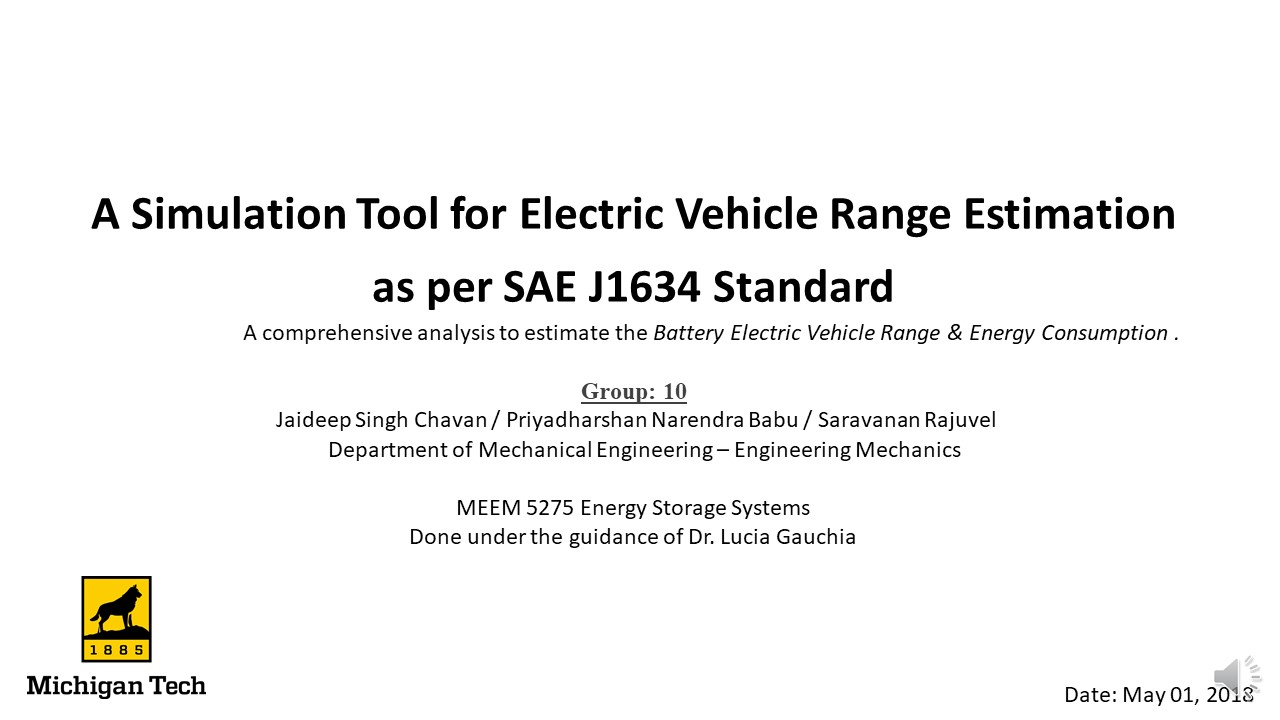 A Simulation Tool for Electric Vehicle Range Estimation
as per SAE J1634 Standard
A comprehensive analysis to estimate the Battery Electric Vehicle Range & Energy Consumption .
Group: 10
Jaideep Singh Chavan / Priyadharshan Narendra Babu / Saravanan Rajuvel
Department of Mechanical Engineering – Engineering Mechanics
MEEM 5275 Energy Storage Systems
Done under the guidance of Dr. Lucia Gauchia
1885
Michigan Tech
Date: May 01, 2018